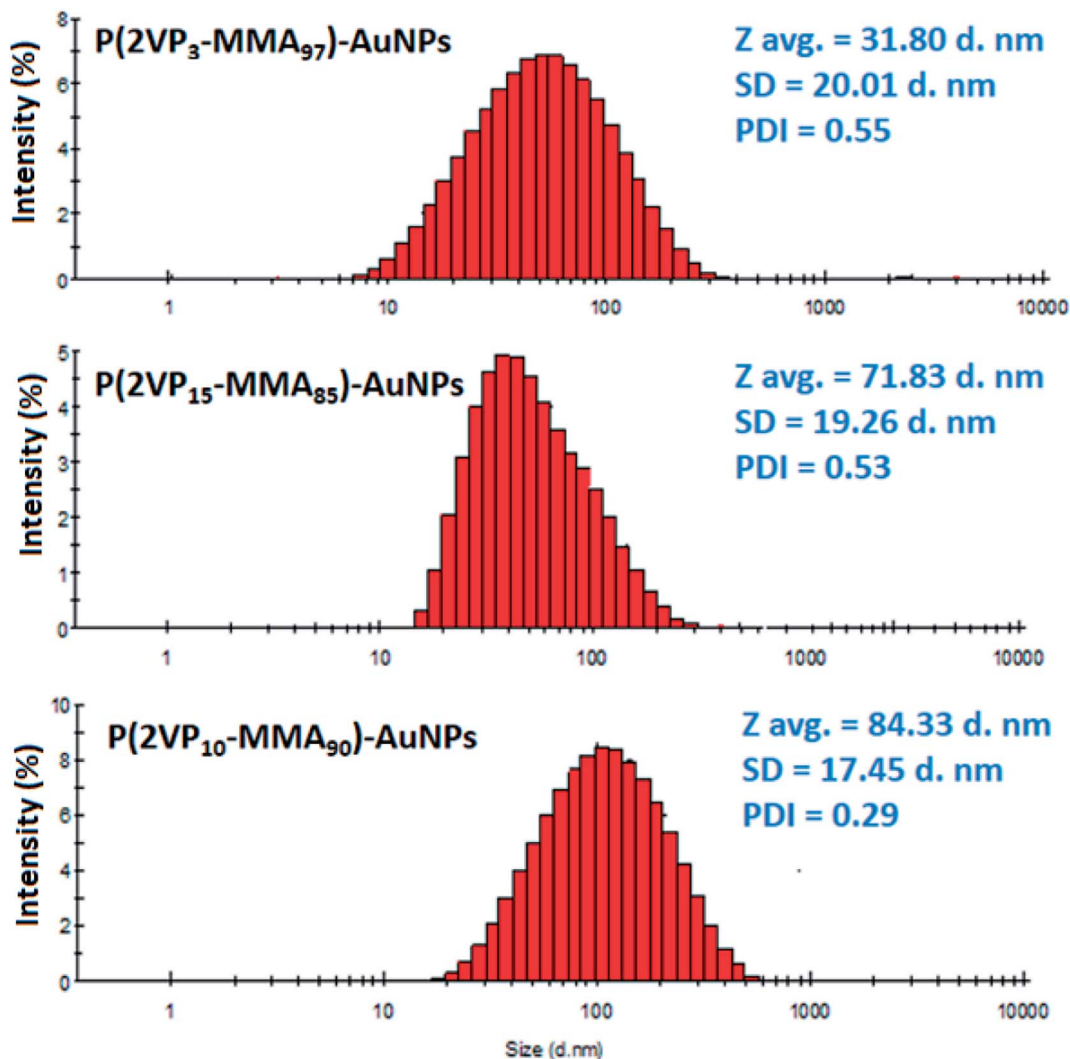 P(2VP₃-MMA₉₇)-AuNPs
Z avg. = 31.80 d. nm
SD = 20.01 d. nm
PDI = 0.55
Intensity (%)
8
6
4
2
0
1 10 100 1000 10000
P(2VP₁₅-MMA₈₅)-AuNPs
Z avg. = 71.83 d. nm
SD = 19.26 d. nm
PDI = 0.53
Intensity (%)
5
4
3
2
1
0
1 10 100 1000 10000
P(2VP₁₀-MMA₉₀)-AuNPs
Z avg. = 84.33 d. nm
SD = 17.45 d. nm
PDI = 0.29
Intensity (%)
10
8
6
4
2
0
1 10 100 1000 10000
Size (d.nm)